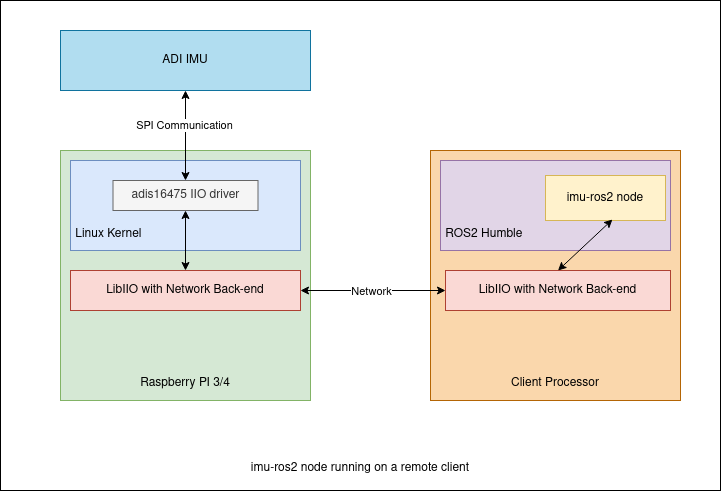 ADI IMU
SPI Communication
adis16475 IIO driver
Linux Kernel
LibIIO with Network Back-end
Raspberry PI 3/4
Network
imu-ros2 node
ROS2 Humble
LibIIO with Network Back-end
Client Processor
imu-ros2 node running on a remote client